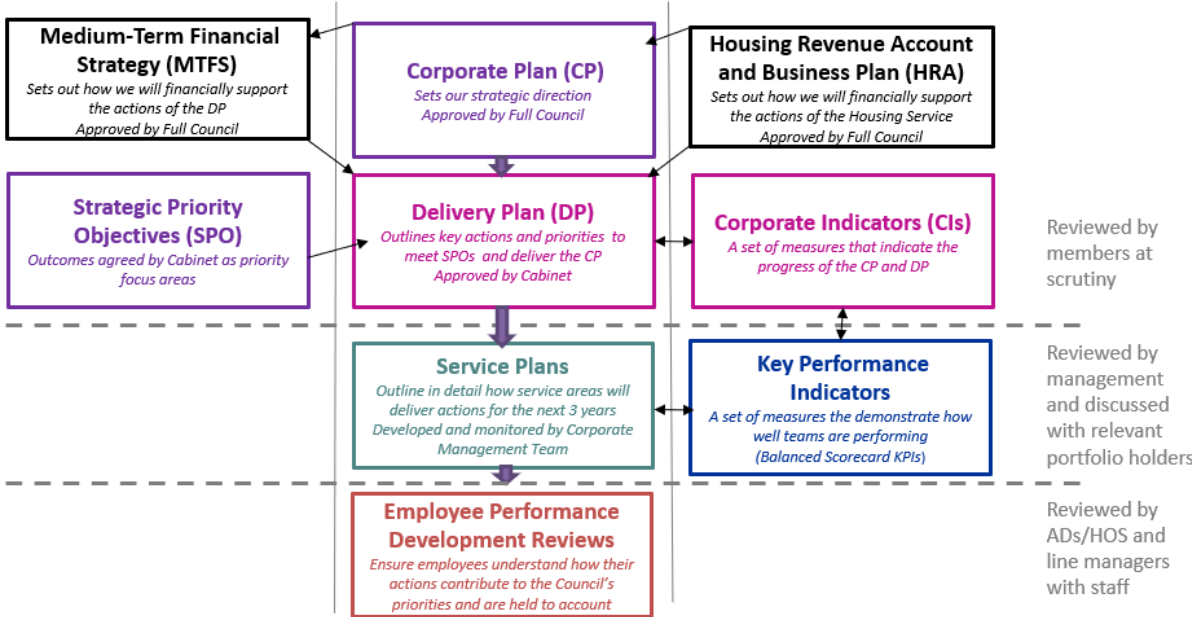 Medium-Term Financial
Strategy (MTFS)
Sets out how we will financially support
the actions of the DP
Approved by Full Council
Corporate Plan (CP)
Sets our strategic direction
Approved by Full Council
Housing Revenue Account
and Business Plan (HRA)
Sets out how we will financially support
the actions of the Housing Service
Approved by Full Council
Strategic Priority
Objectives (SPO)
Outcomes agreed by Cabinet as priority
focus areas
Delivery Plan (DP)
Outlines key actions and priorities to
meet SPOs and deliver the CP
Approved by Cabinet
Corporate Indicators (CIs)
A set of measures that indicate the
progress of the CP and DP
Reviewed by
members at
scrutiny
Service Plans
Outline in detail how service areas will
deliver actions for the next 3 years
Developed and monitored by Corporate
Management Team
Key Performance
Indicators
A set of measures the demonstrate how
well teams are performing
(Balanced Scorecard KPIs)
Reviewed by
management
and discussed
with relevant
portfolio holders
Employee Performance
Development Reviews
Ensure employees understand how their
actions contribute to the Council's
priorities and are held to account
Reviewed by
ADs/HOS and
line managers
with staff